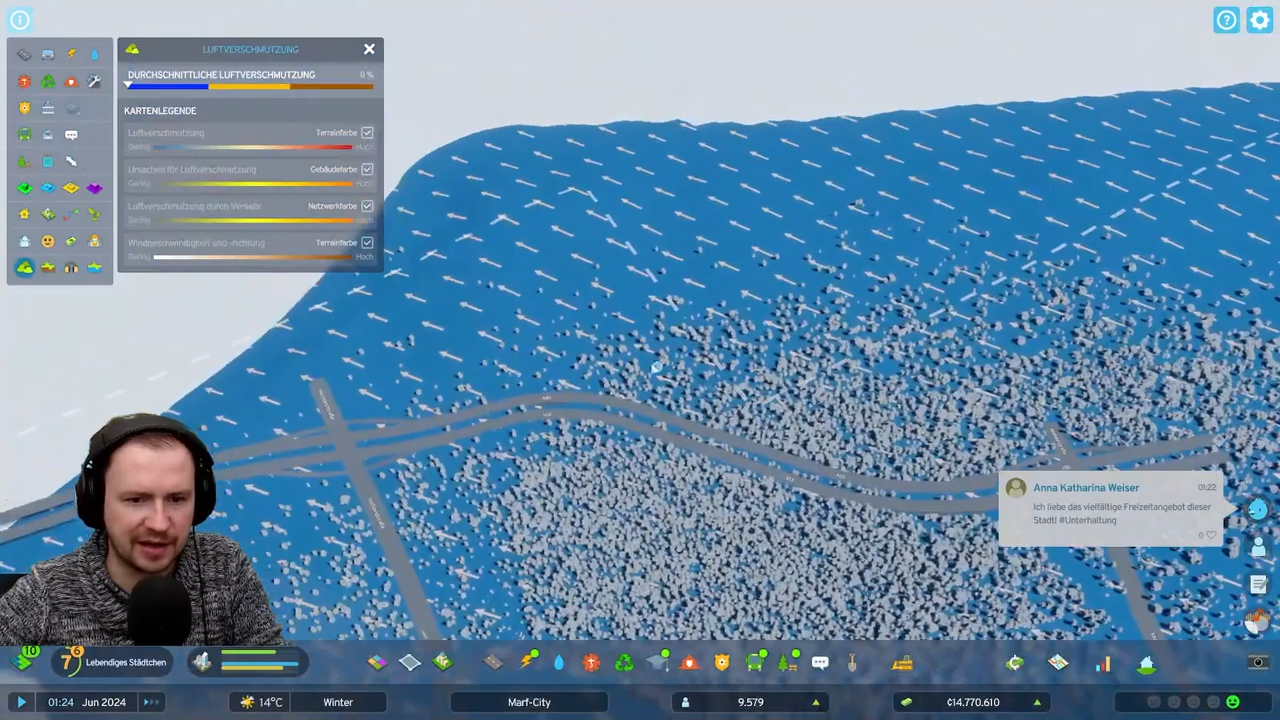 LUFTVERSCHMUTZUNG
DURCHSCHNITTLICHE LUFTVERSCHMUTZUNG 0 %
KARTENLEGENDE
Luftverschmutzung Terrainfarbe
Gering Hoch
Ursachen für Luftverschmutzung Gebäudefarbe
Gering Hoch
Luftverschmutzung durch Verkehr Netzwerkfarbe
Gering Hoch
Windgeschwindigkeit und -richtung Terrainfarbe
Gering Hoch
Anna Katharina Weiser 01:22
Ich liebe das vielfältige Freizeitangebot dieser
Stadt! #Unterhaltung
0
10
7 6 Lebendiges Städtchen
01:24 Jun 2024 14°C Winter Marf-City 9.579 ¢14.770.610